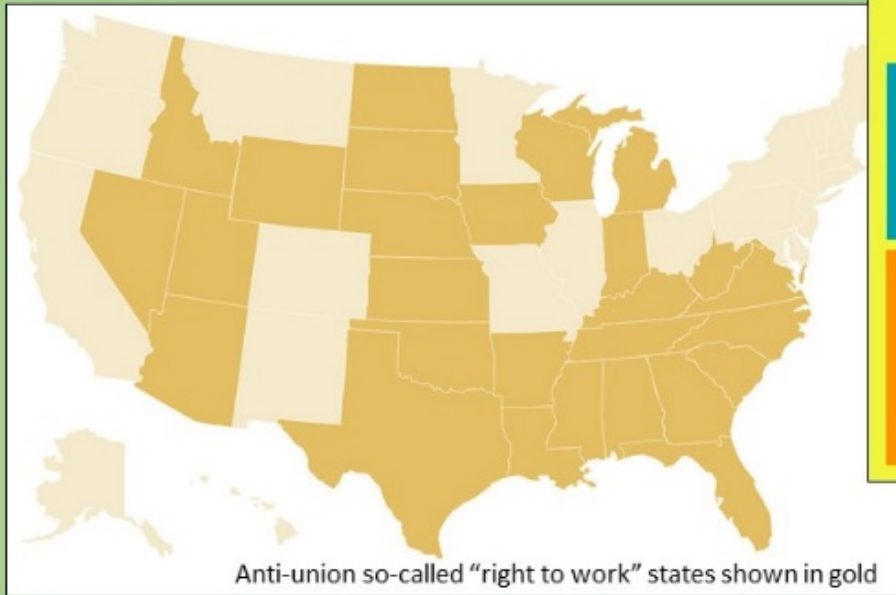 Anti-union so-called “right to work” states shown in gold